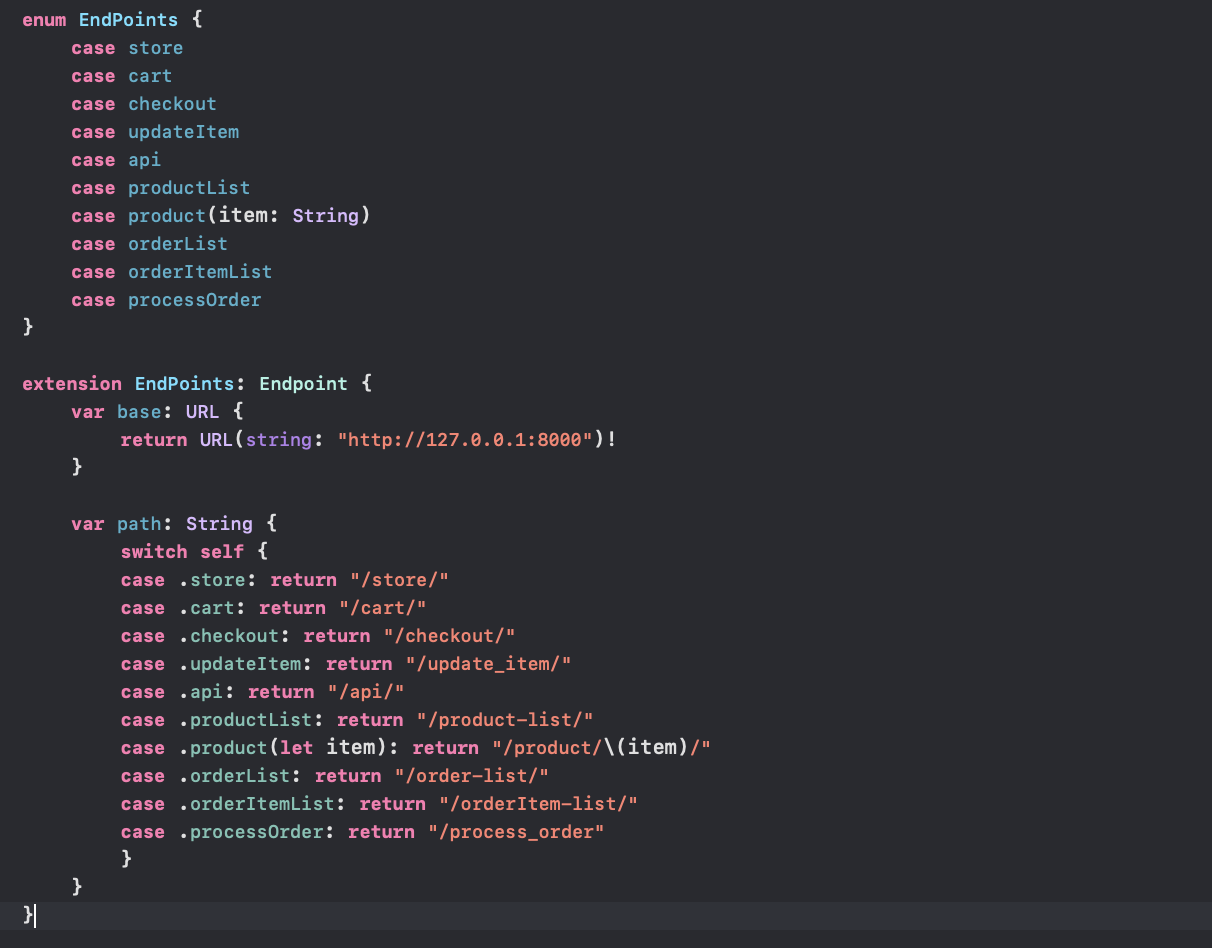 enum EndPoints {
    case store
    case cart
    case checkout
    case updateItem
    case api
    case productList
    case product(item: String)
    case orderList
    case orderItemList
    case processOrder
}

extension EndPoints: Endpoint {
    var base: URL {
        return URL(string: "http://127.0.0.1:8000")!
    }

    var path: String {
        switch self {
        case .store: return "/store/"
        case .cart: return "/cart/"
        case .checkout: return "/checkout/"
        case .updateItem: return "/update_item/"
        case .api: return "/api/"
        case .productList: return "/product-list/"
        case .product(let item): return "/product/\(item)/"
        case .orderList: return "/order-list/"
        case .orderItemList: return "/orderItem-list/"
        case .processOrder: return "/process_order"
        }
    }
}